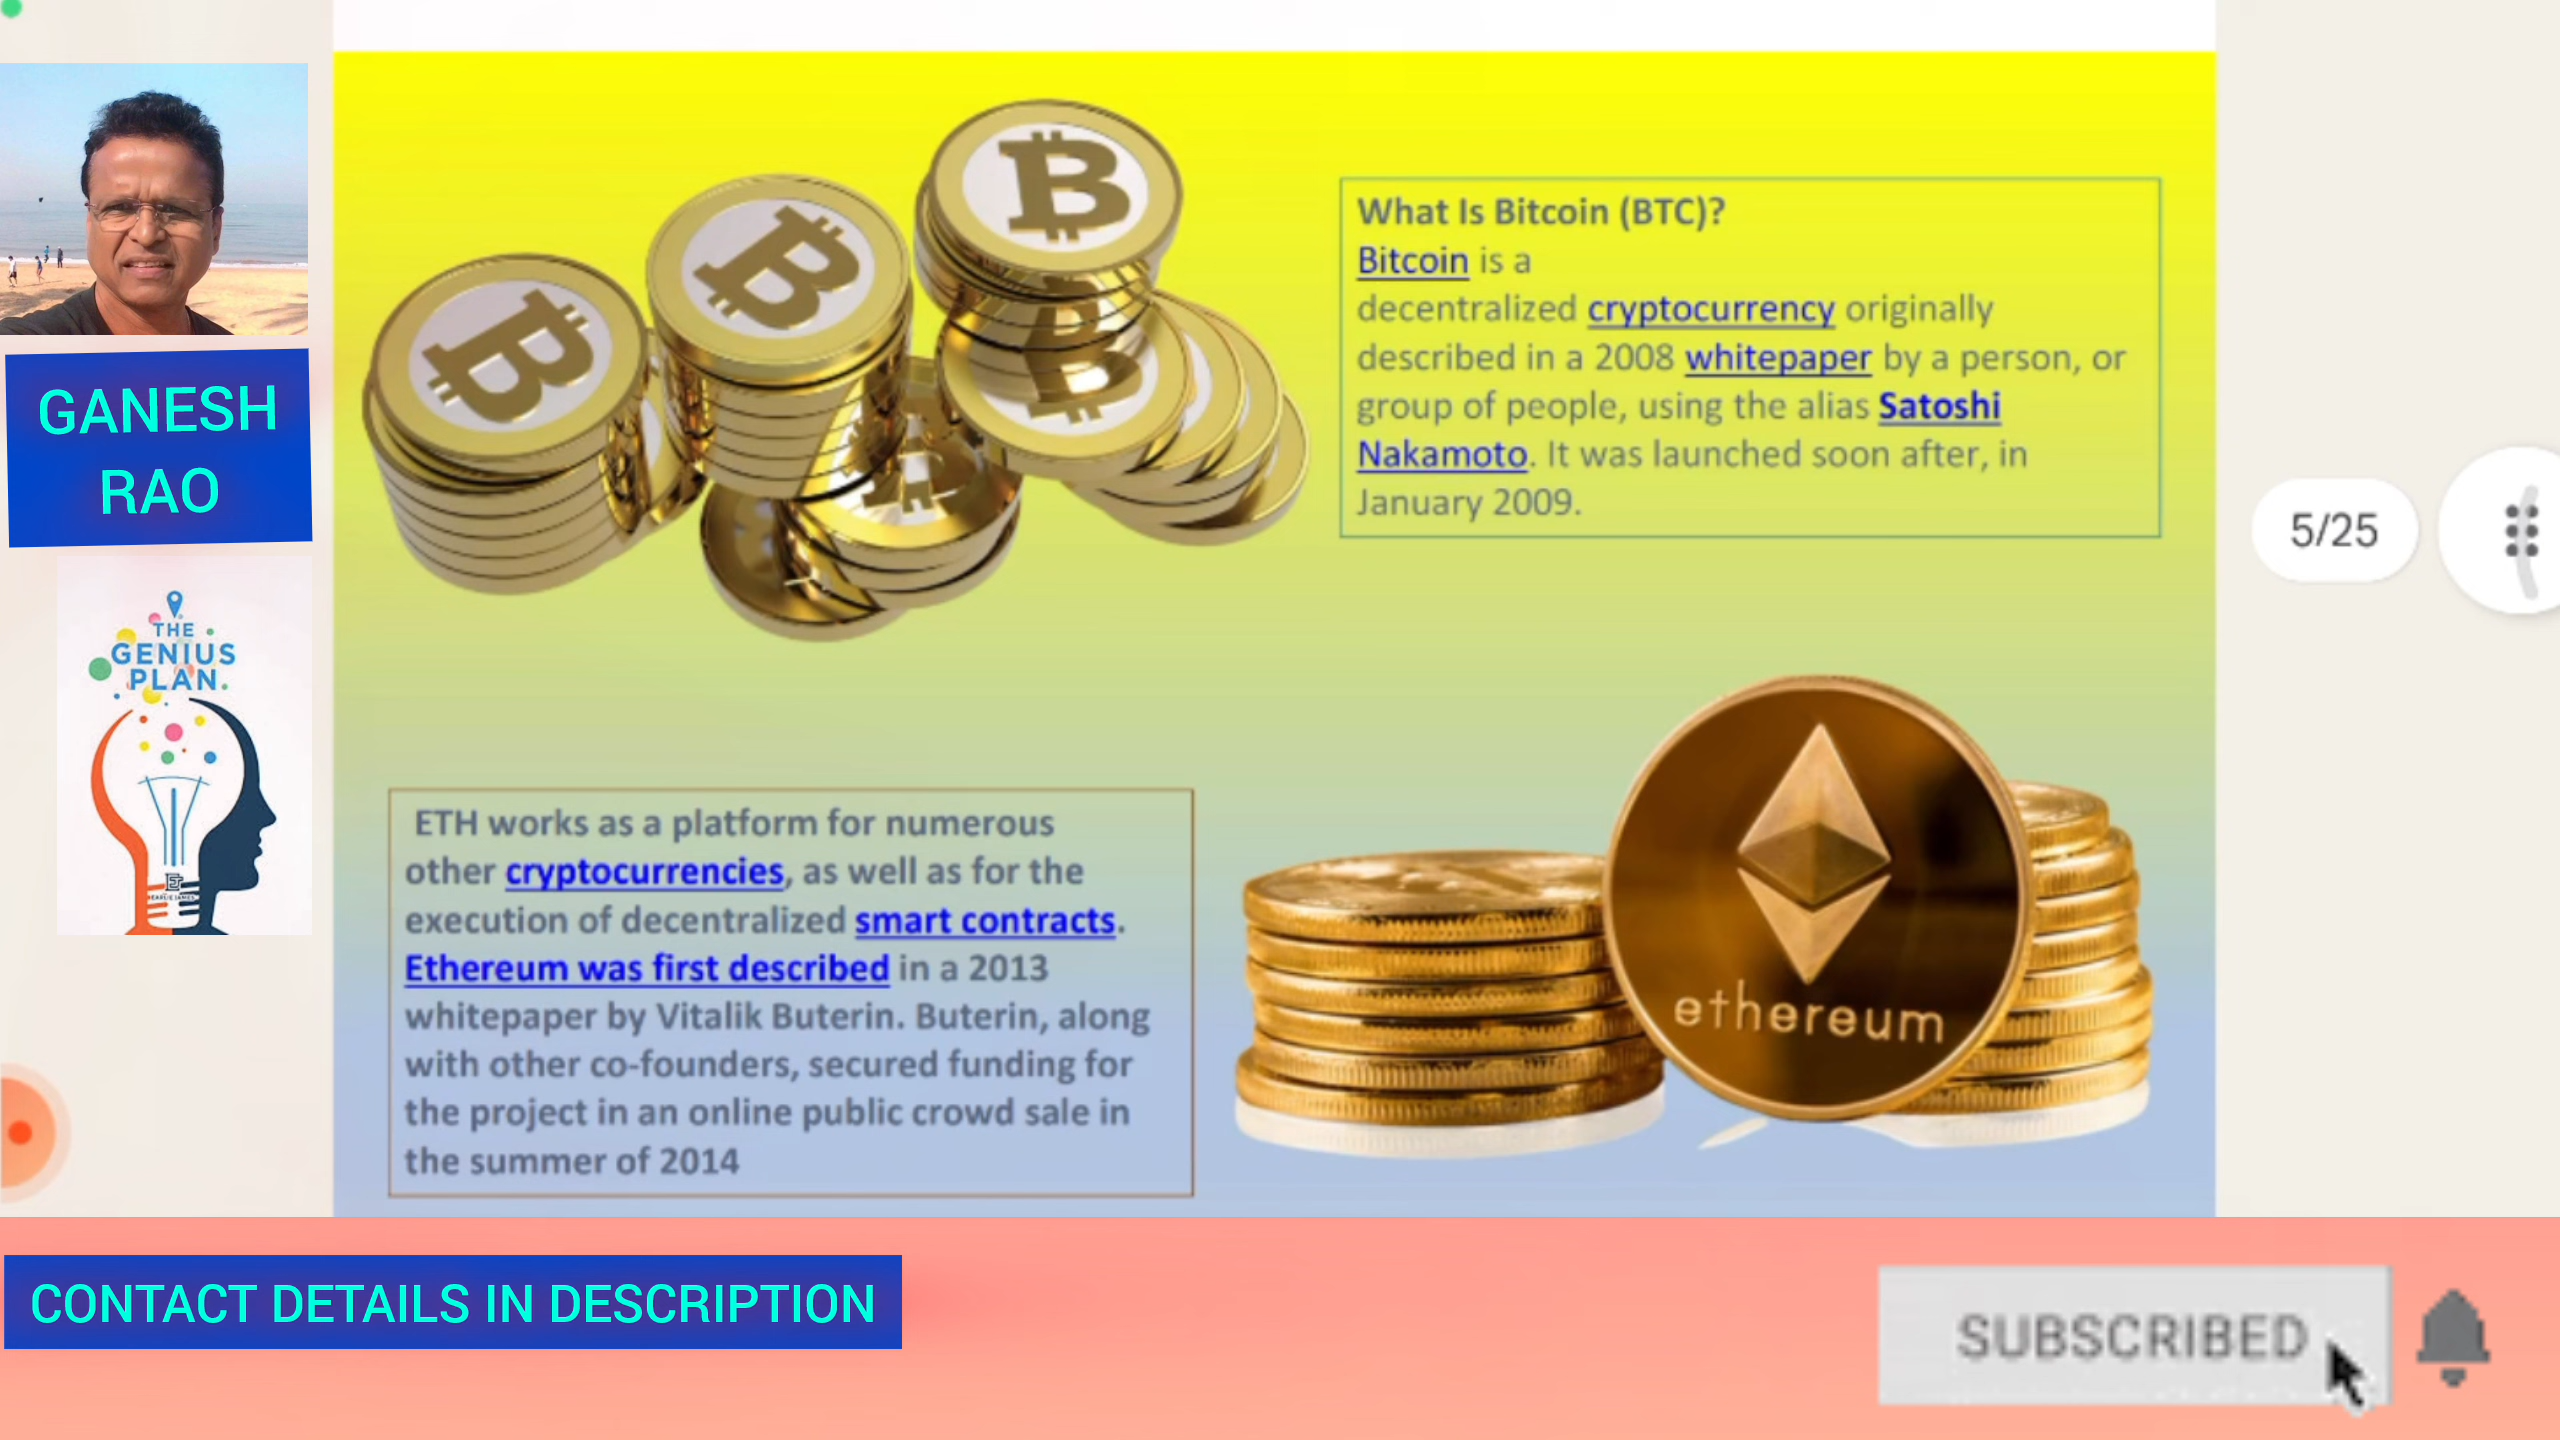 What Is Bitcoin (BTC)?
Bitcoin is a
decentralized cryptocurrency originally
described in a 2008 whitepaper by a person, or
group of people, using the alias Satoshi
Nakamoto. It was launched soon after, in
January 2009.
GANESH
RAO
5/25
THE
GENIUS
PLAN.
ETH works as a platform for numerous
other cryptocurrencies, as well as for the
execution of decentralized smart contracts.
Ethereum was first described in a 2013
whitepaper by Vitalik Buterin. Buterin, along
with other co-founders, secured funding for
the project in an online public crowd sale in
the summer of 2014
ethereum
CONTACT DETAILS IN DESCRIPTION
SUBSCRIBED